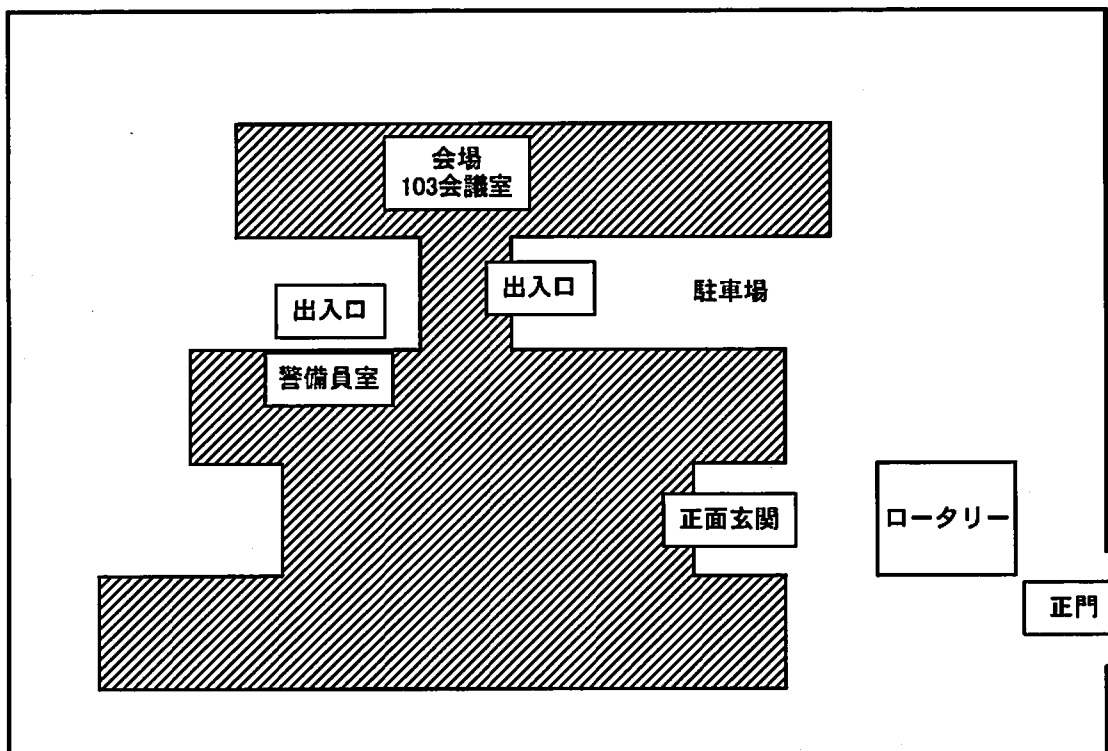 会場
103会議室
出入口
駐車場
出入口
警備員室
正面玄関
ロータリー
正門